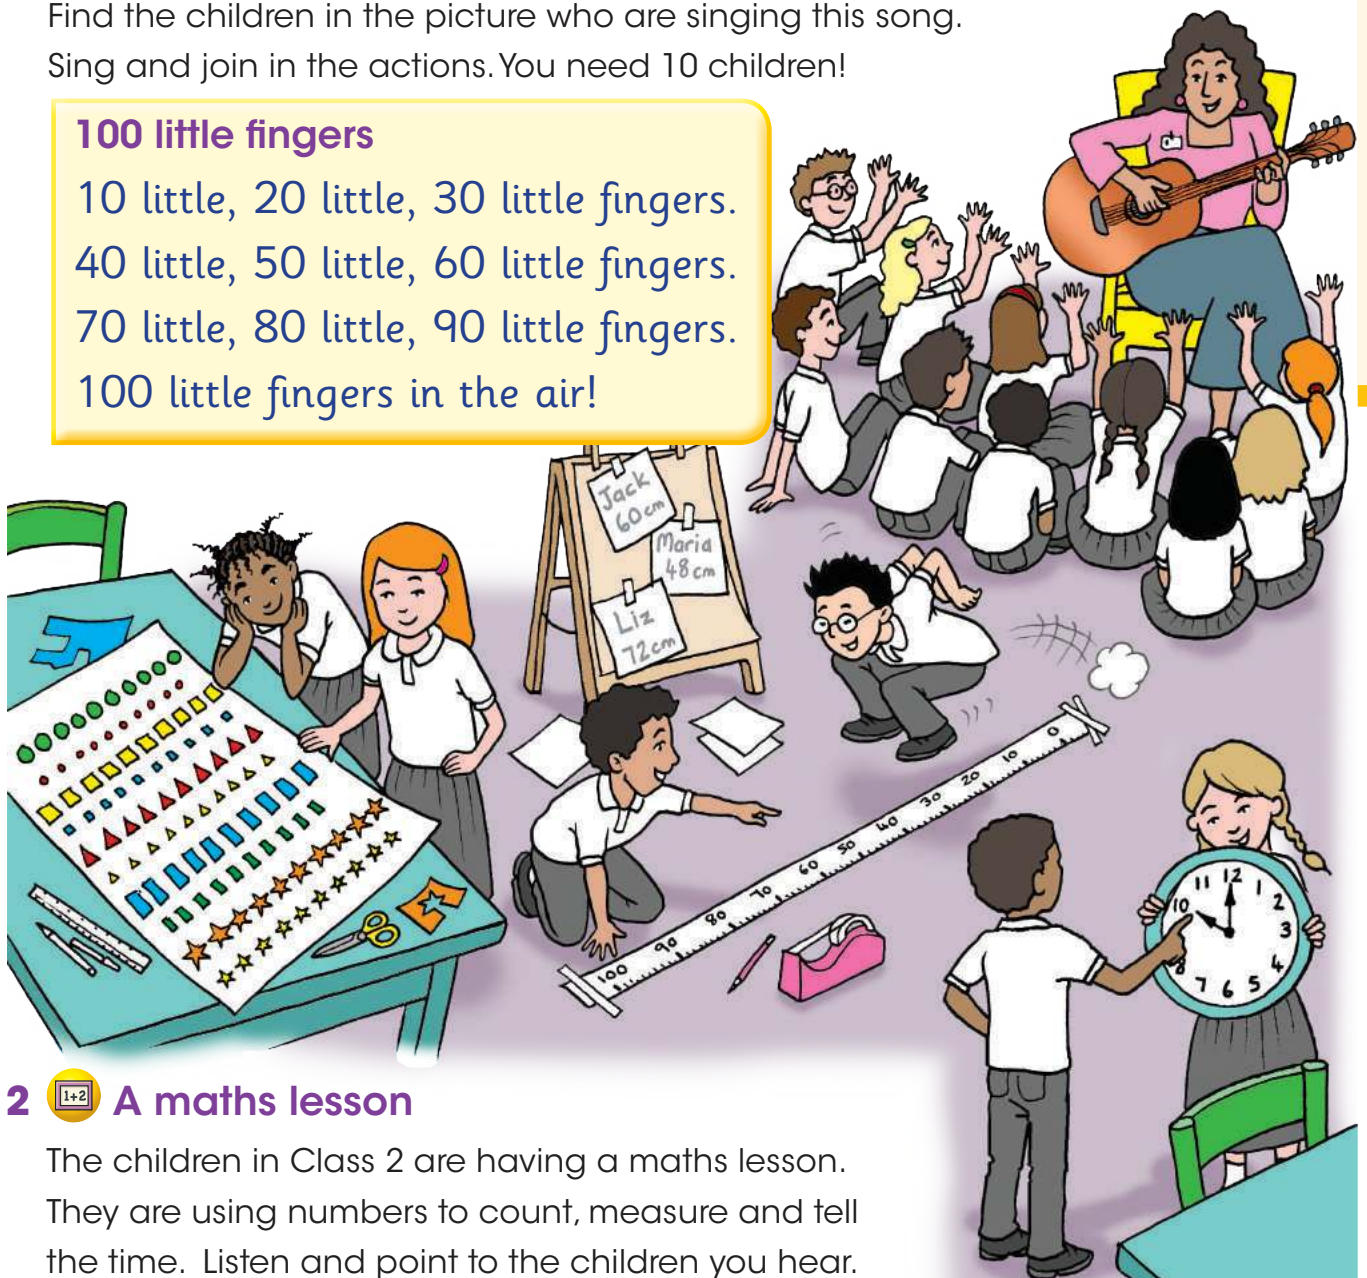 Find the children in the picture who are singing this song.
Sing and join in the actions. You need 10 children!
100 little fingers
10 little, 20 little, 30 little fingers.
40 little, 50 little, 60 little fingers.
70 little, 80 little, 90 little fingers.
100 little fingers in the air!
Jack
60 cm
Maria
48 cm
Liz
72 cm
0
10
20
30
40
50
60
70
80
90
100
11 12 1
10 2
3
8 4
7 6 5
2 1+2 A maths lesson
The children in Class 2 are having a maths lesson.
They are using numbers to count, measure and tell
the time. Listen and point to the children you hear.